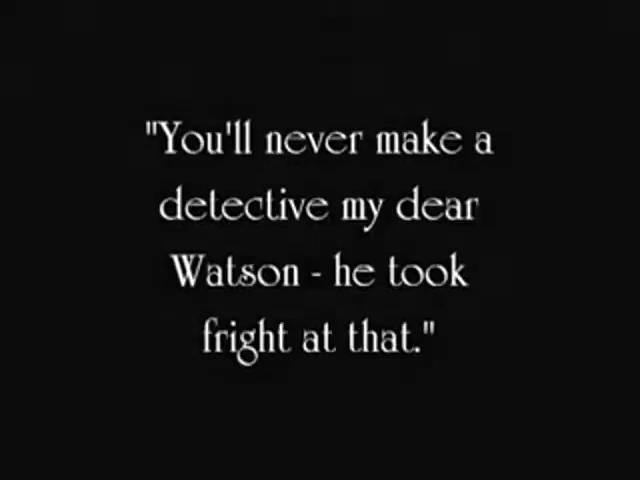 "You'll never make a
detective my dear
Watson - he took
fright at that."